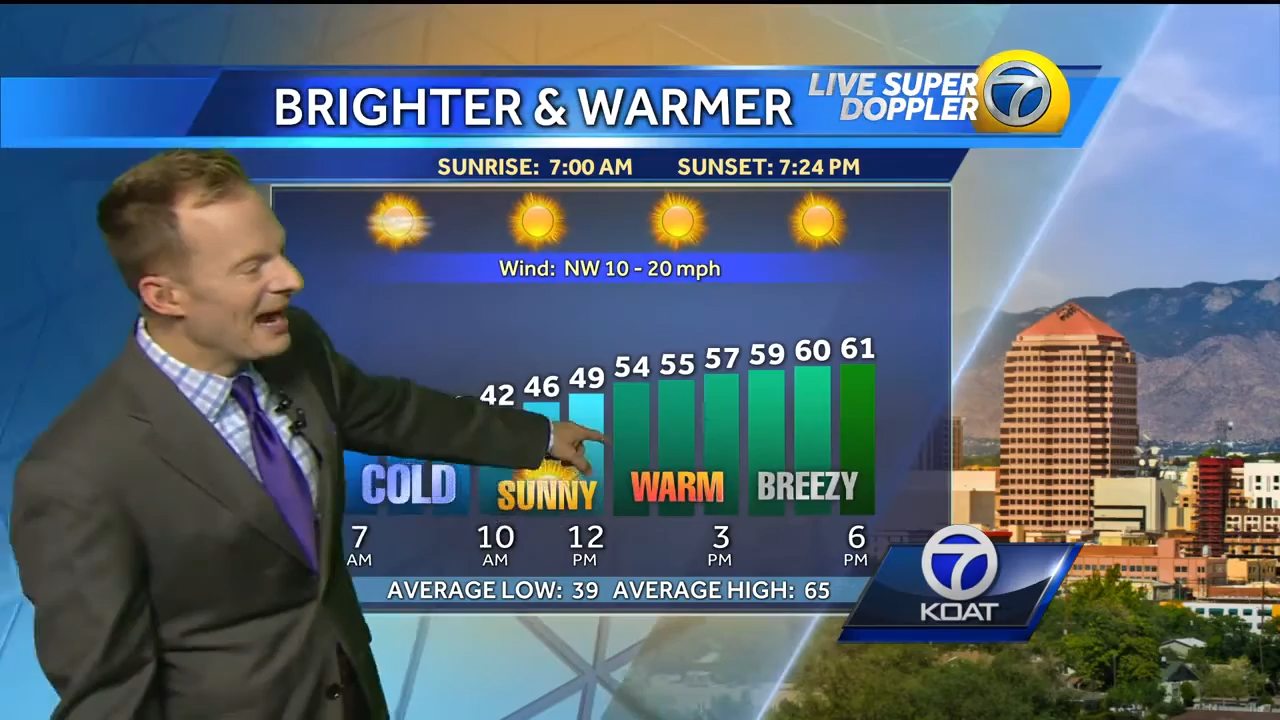 BRIGHTER & WARMER
LIVE SUPER
DOPPLER
7
SUNRISE: 7:00 AM SUNSET: 7:24 PM
Wind: NW 10 - 20 mph
42 46 49 54 55 57 59 60 61
COLD SUNNY WARM BREEZY
7 10 12 3 6
AM AM PM PM PM
AVERAGE LOW: 39 AVERAGE HIGH: 65
7
KOAT